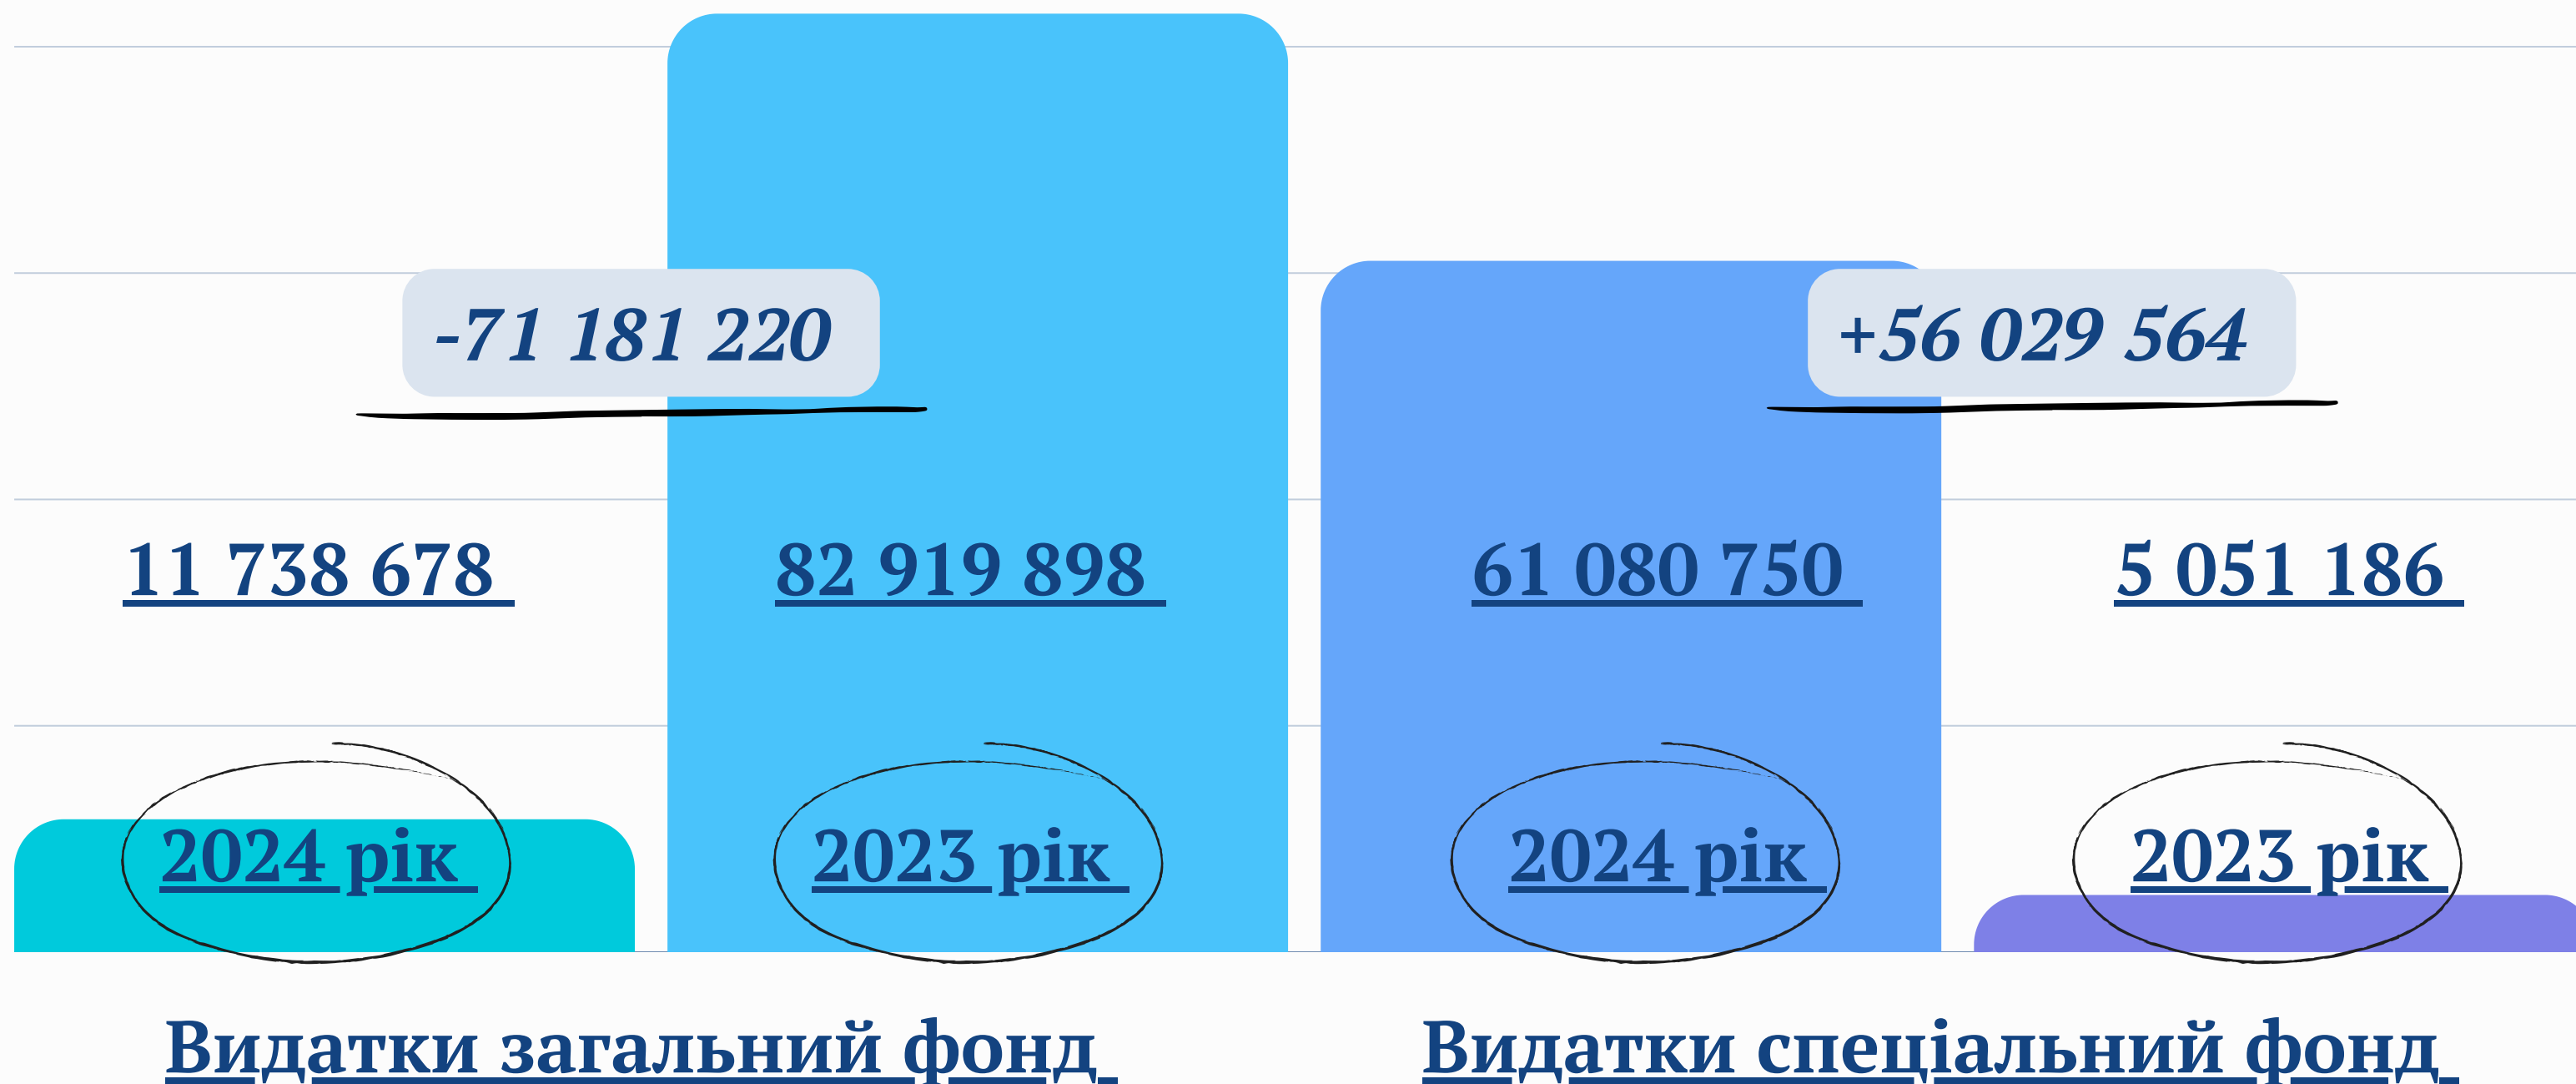 -71 181 220
+56 029 564
11 738 678
82 919 898
61 080 750
5 051 186
2024 рік
2023 рік
2024 рік
2023 рік
Видатки загальний фонд
Видатки спеціальний фонд